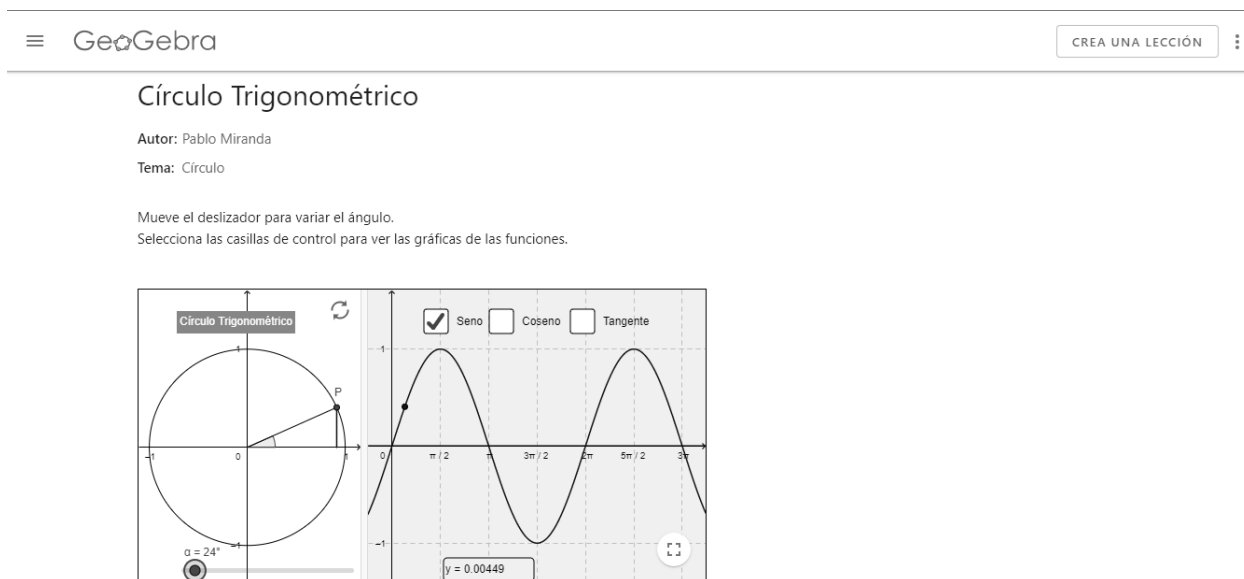 GeoGebra
CREA UNA LECCIÓN
Círculo Trigonométrico
Autor: Pablo Miranda
Tema: Círculo
Mueve el deslizador para variar el ángulo.
Selecciona las casillas de control para ver las gráficas de las funciones.
Círculo Trigonométrico
1
P
−1 0 1
−1
α = 24°
Seno Coseno Tangente
1
0 π / 2 π 3π / 2 2π 5π / 2 3π
−1
y = 0.00449